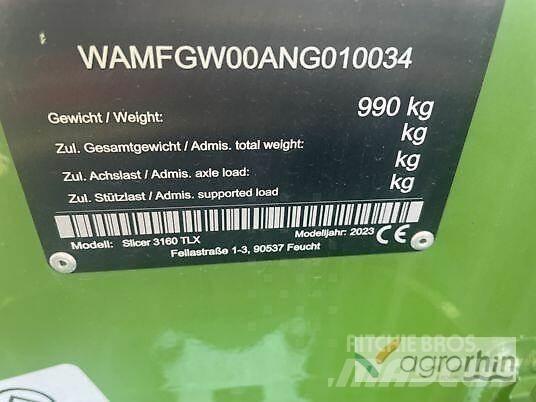 WAMFGW00ANG010034
Gewicht / Weight: 990 kg
Zul. Gesamtgewicht / Admis. total weight: kg
Zul. Achslast / Admis. axle load: kg
Zul. Stützlast / Admis. supported load kg
Modell: Slicer 3160 TLX Modelljahr: 2023 CE
Fellastraße 1-3, 90537 Feucht
RITCHIE BROS
agrorhin
MASCUS